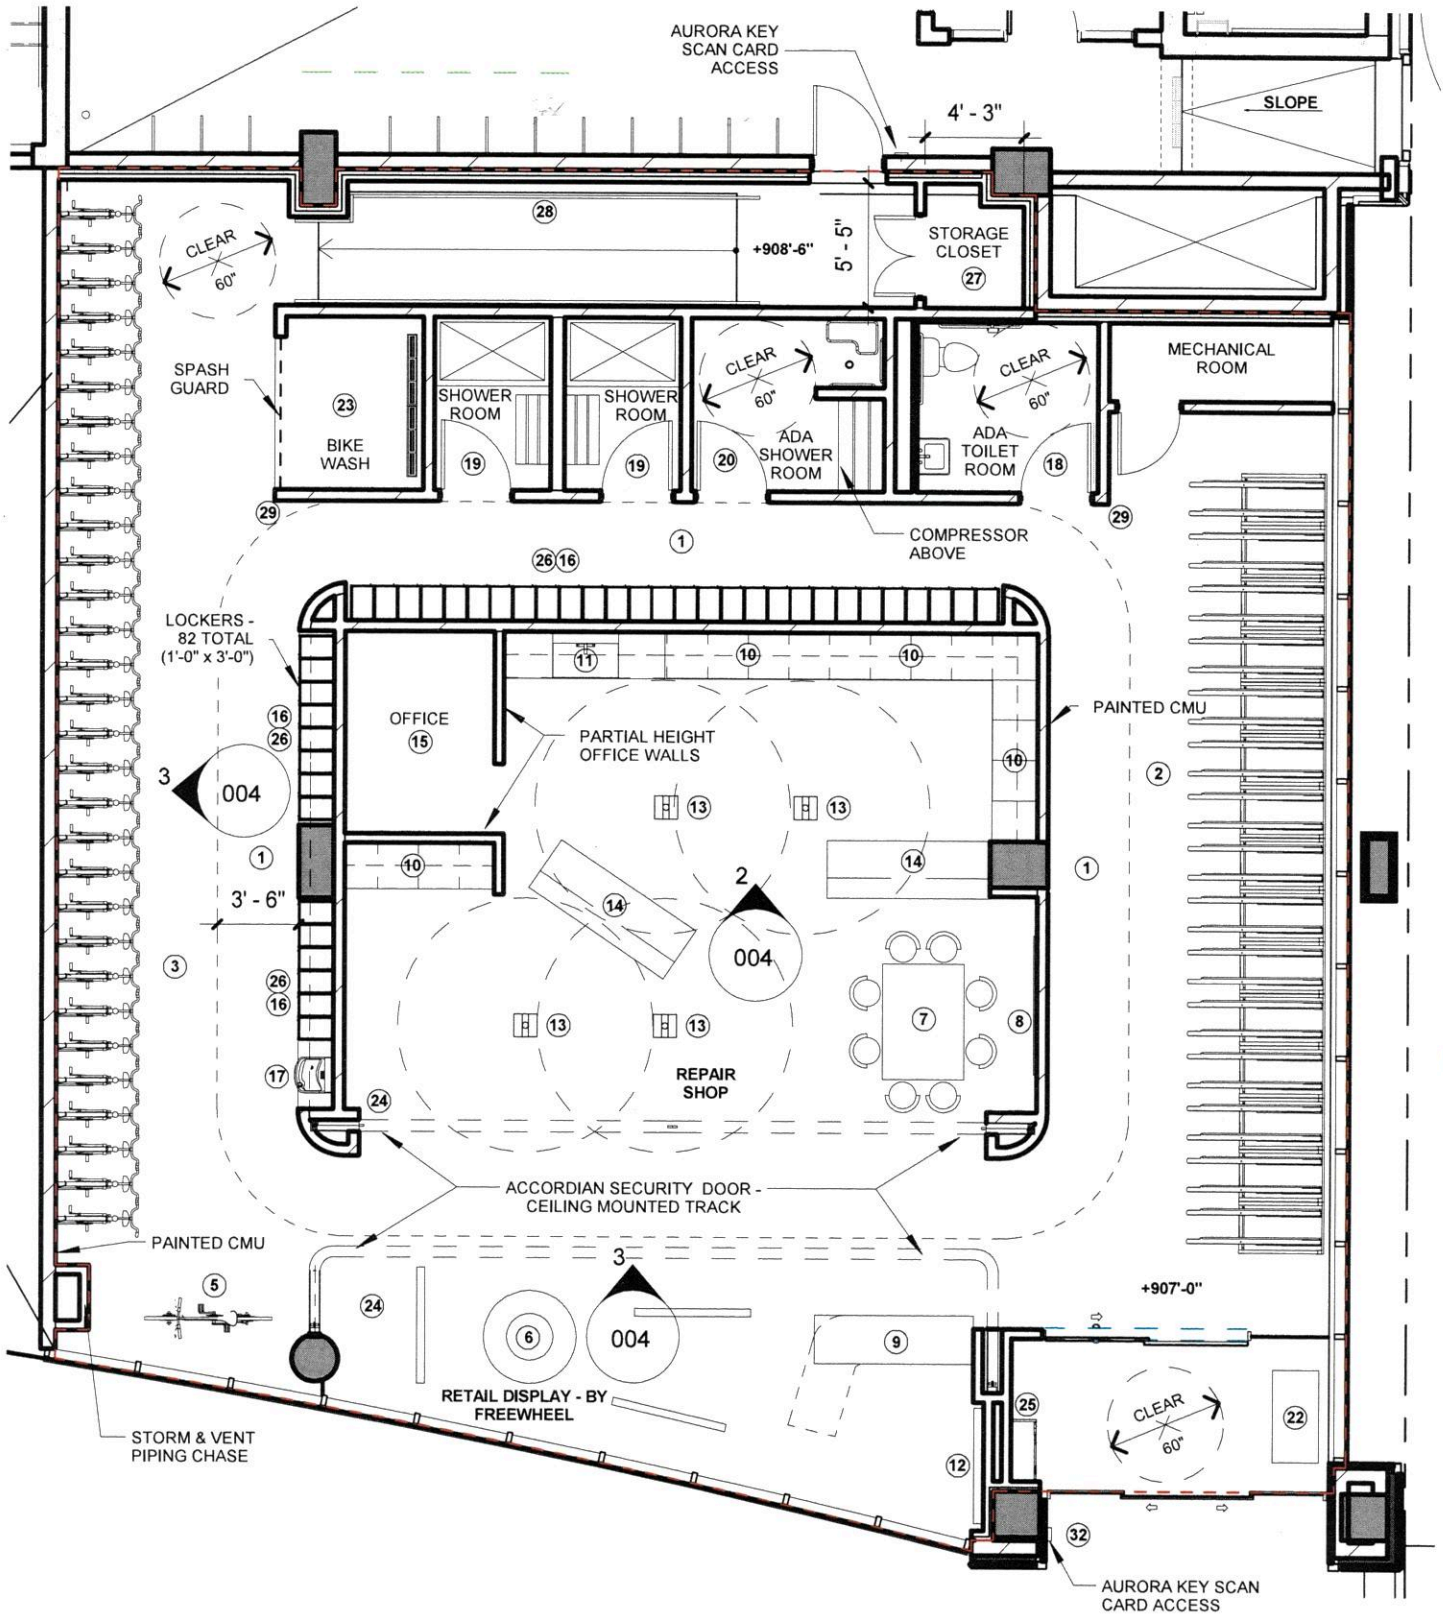 AURORA KEY
SCAN CARD
ACCESS
4' - 3"
SLOPE
28
+908'-6"
5' - 5"
STORAGE
CLOSET
27
CLEAR
60"
SPASH
GUARD
23
BIKE
WASH
SHOWER
ROOM
19
SHOWER
ROOM
19
CLEAR
60"
ADA
SHOWER
ROOM
20
CLEAR
60"
ADA
TOILET
ROOM
18
MECHANICAL
ROOM
29
29
1
COMPRESSOR
ABOVE
26 16
LOCKERS -
82 TOTAL
(1'-0" x 3'-0")
16
26
OFFICE
15
11
10
10
PARTIAL HEIGHT
OFFICE WALLS
PAINTED CMU
10
2
3
004
13
13
1
10
14
14
1
3' - 6"
2
004
3
26
16
7
8
13
13
17
REPAIR
SHOP
24
ACCORDIAN SECURITY DOOR -
CEILING MOUNTED TRACK
PAINTED CMU
5
24
3
004
6
9
+907'-0"
RETAIL DISPLAY - BY
FREEWHEEL
CLEAR
60"
22
25
12
STORM & VENT
PIPING CHASE
32
AURORA KEY SCAN
CARD ACCESS